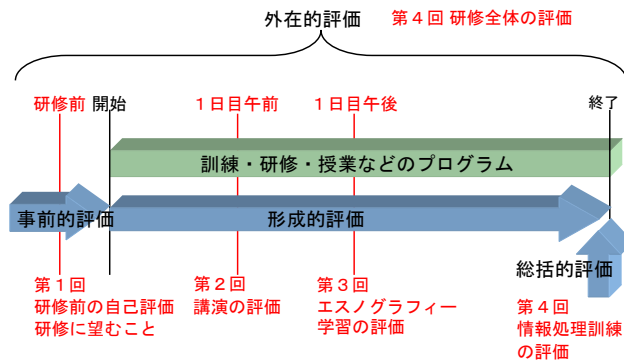 外在的評価
第４回 研修全体の評価
研修前
開始
１日目午前
１日目午後
終了
訓練・研修・授業などのプログラム
事前的評価
形成的評価
総括的評価
第１回
研修前の自己評価
研修に望むこと
第２回
講演の評価
第３回
エスノグラフィー
学習の評価
第４回
情報処理訓練
の評価